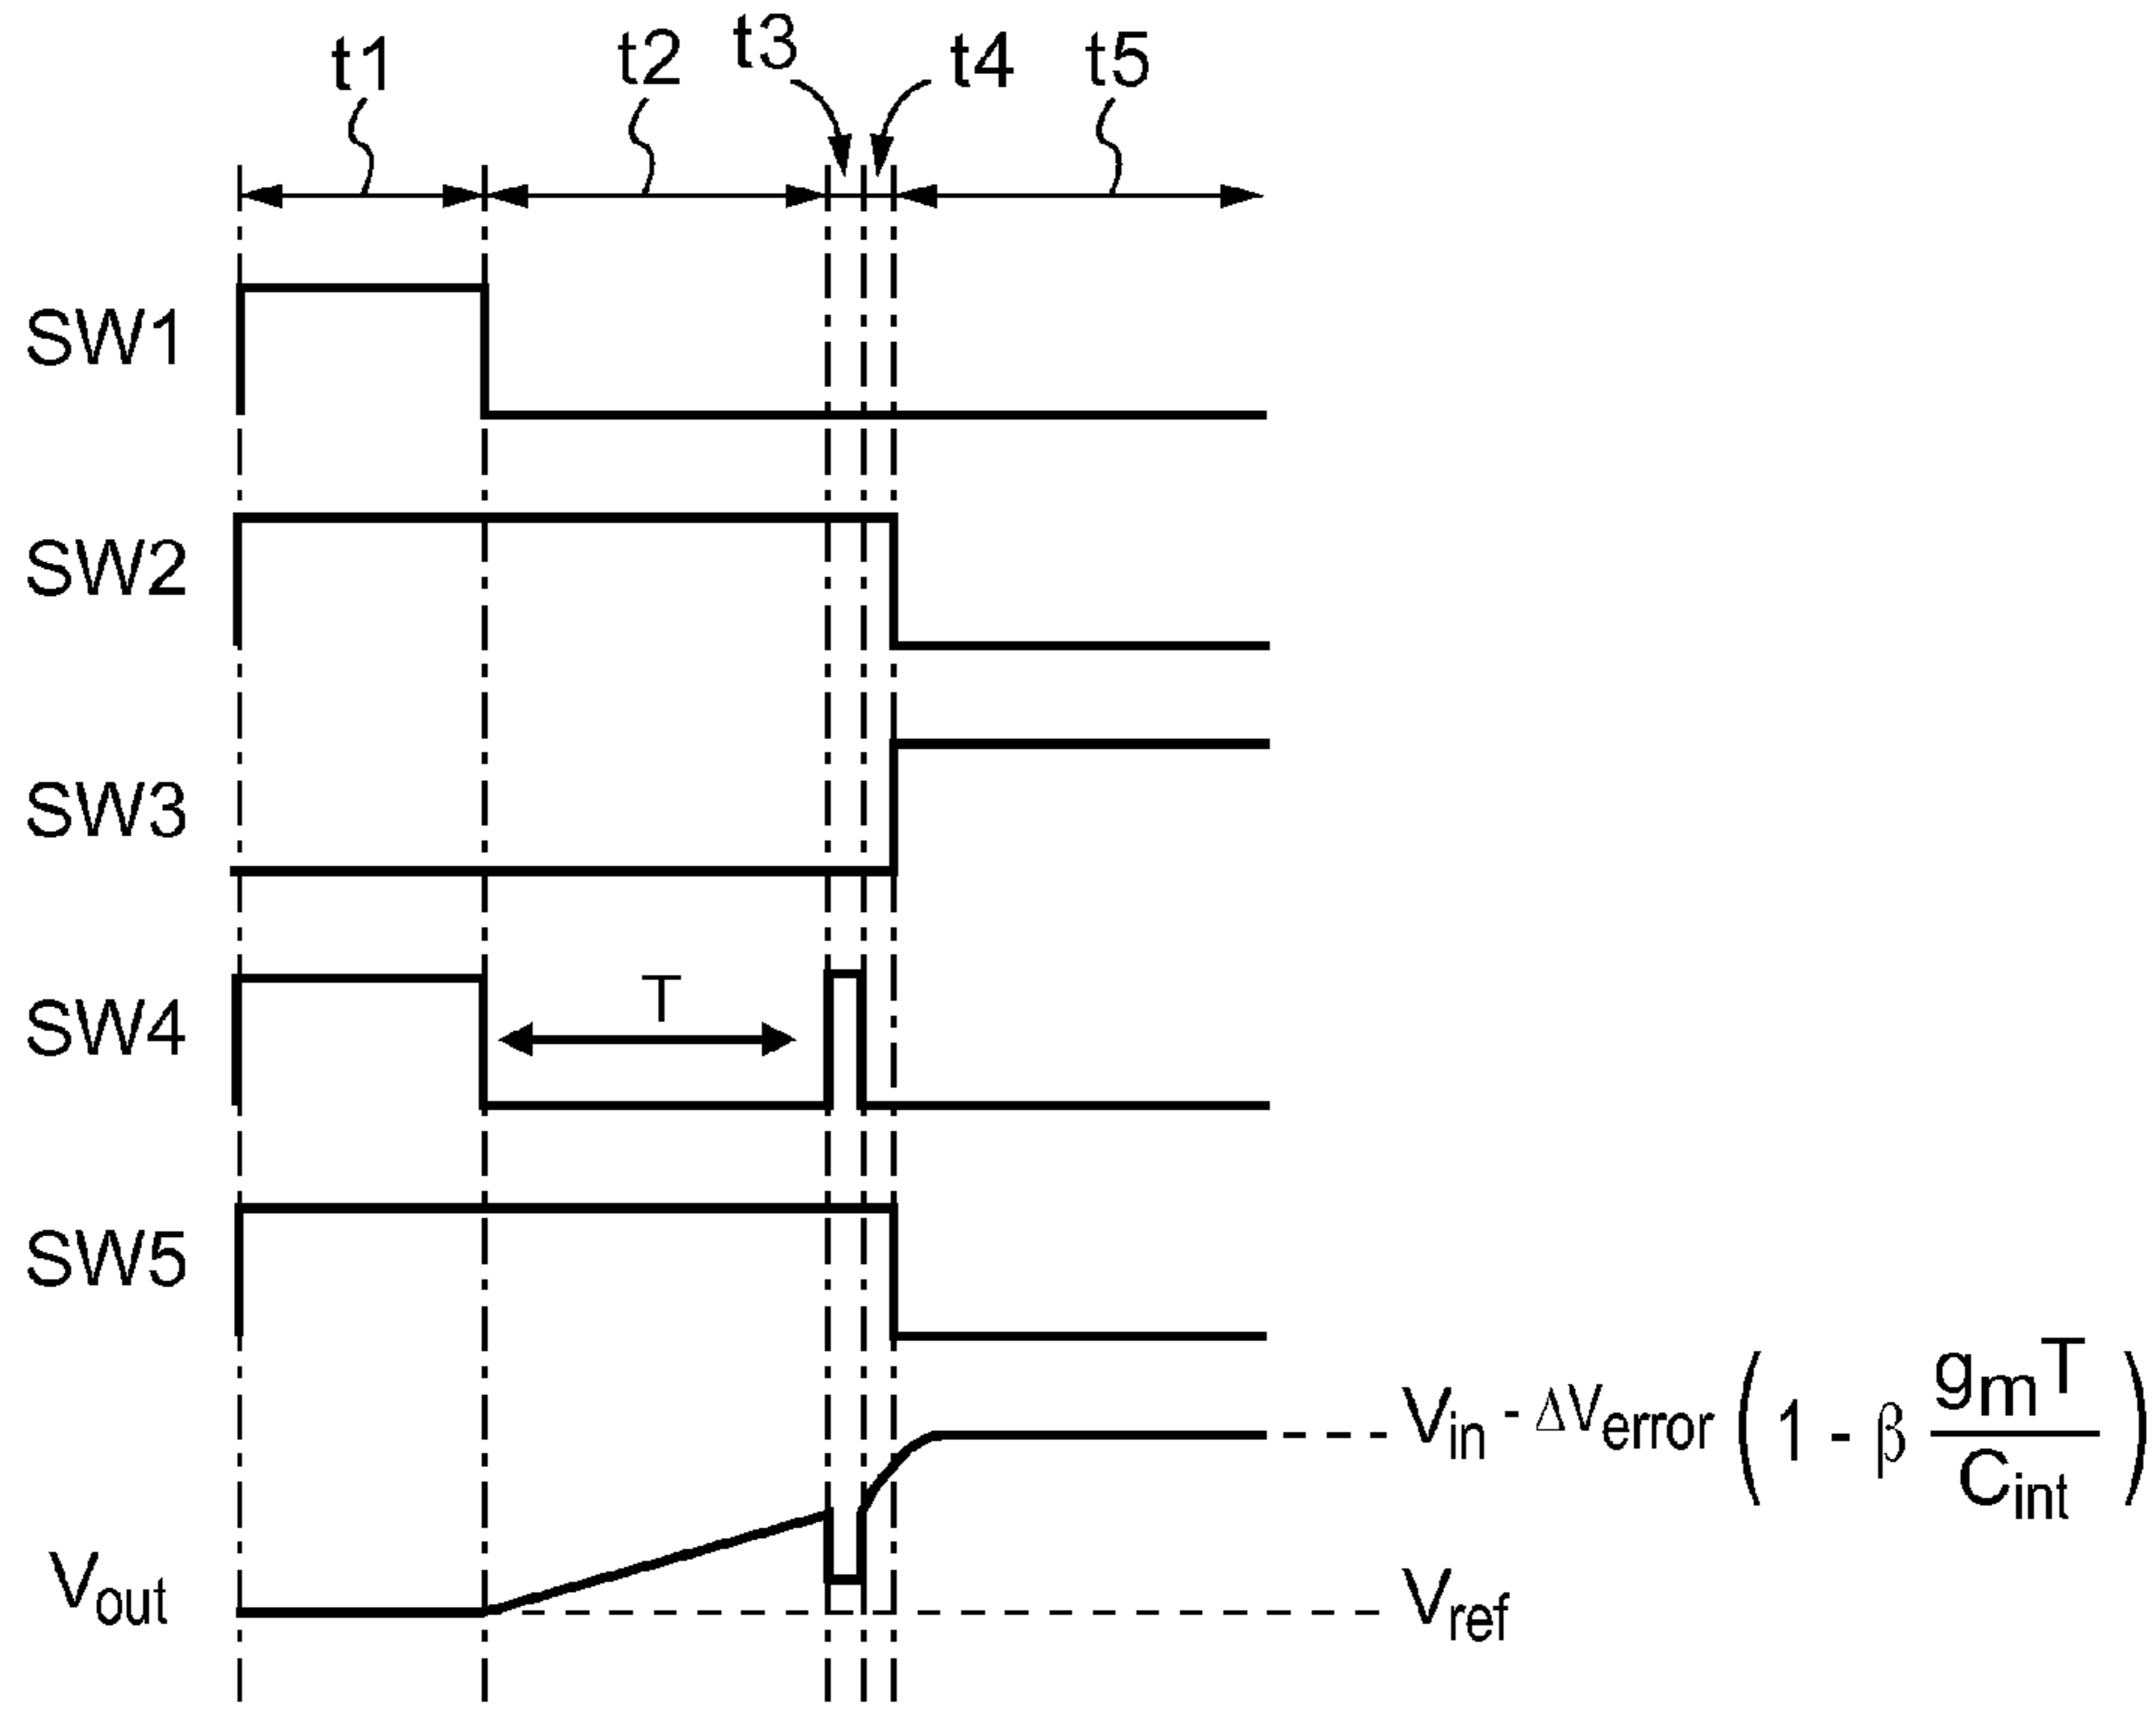 t1 t2 t3 t4 t5
SW1
SW2
SW3
SW4 T
SW5
Vin - ΔVerror ( 1 - β gmT / Cint )
Vout
Vref